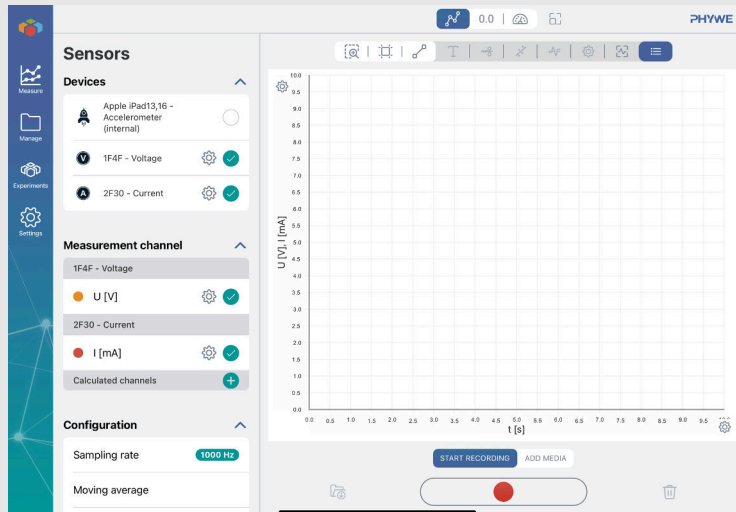 0.0
PHYWE
Sensors
Devices
Apple iPad13,16 -
Accelerometer
(internal)
V
1F4F - Voltage
A
2F30 - Current
Measurement channel
1F4F - Voltage
U [V]
2F30 - Current
I [mA]
Calculated channels
Configuration
Sampling rate
1000 Hz
Moving average
Measure
Manage
Experiments
Settings
T
10.0
9.5
9.0
8.5
8.0
7.5
7.0
6.5
6.0
5.5
5.0
4.5
4.0
3.5
3.0
2.5
2.0
1.5
1.0
0.5
0.0
U [V], I [mA]
0.0 0.5 1.0 1.5 2.0 2.5 3.0 3.5 4.0 4.5 5.0 5.5 6.0 6.5 7.0 7.5 8.0 8.5 9.0 9.5
t [s]
START RECORDING
ADD MEDIA